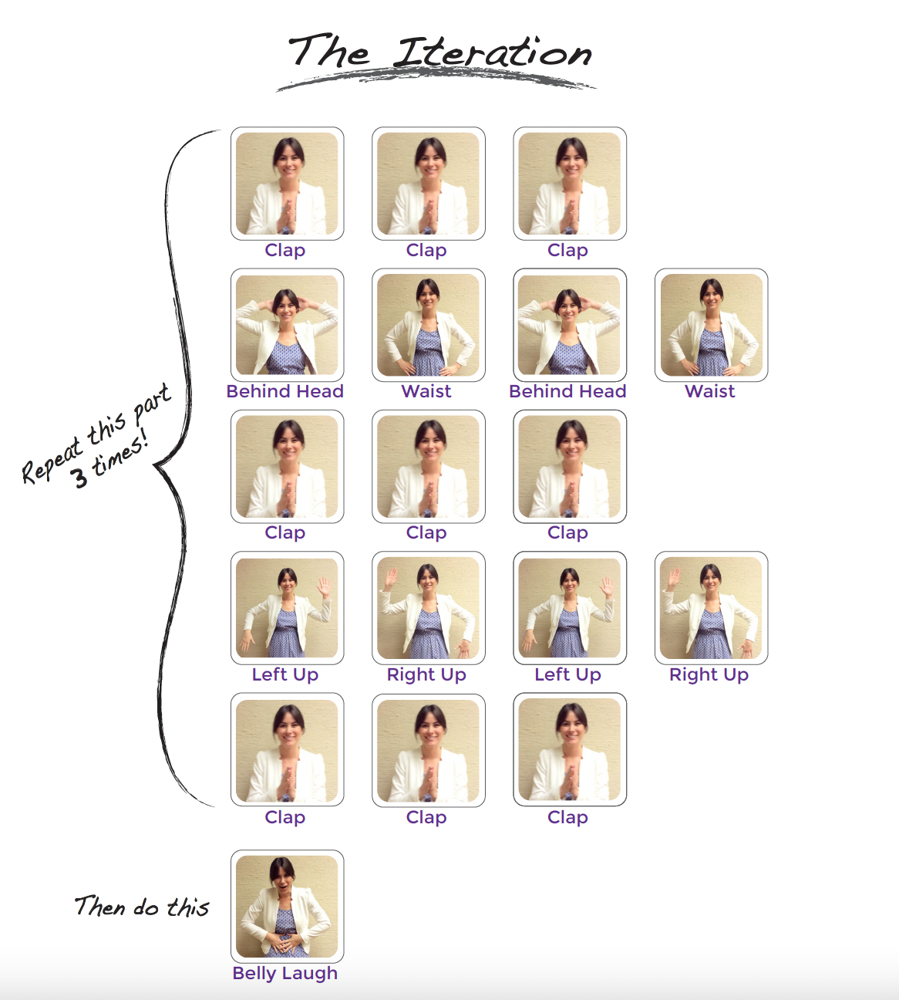 The Iteration
Clap Clap Clap
Behind Head Waist Behind Head Waist
Repeat this part
3 times!
Clap Clap Clap
Left Up Right Up Left Up Right Up
Clap Clap Clap
Then do this
Belly Laugh